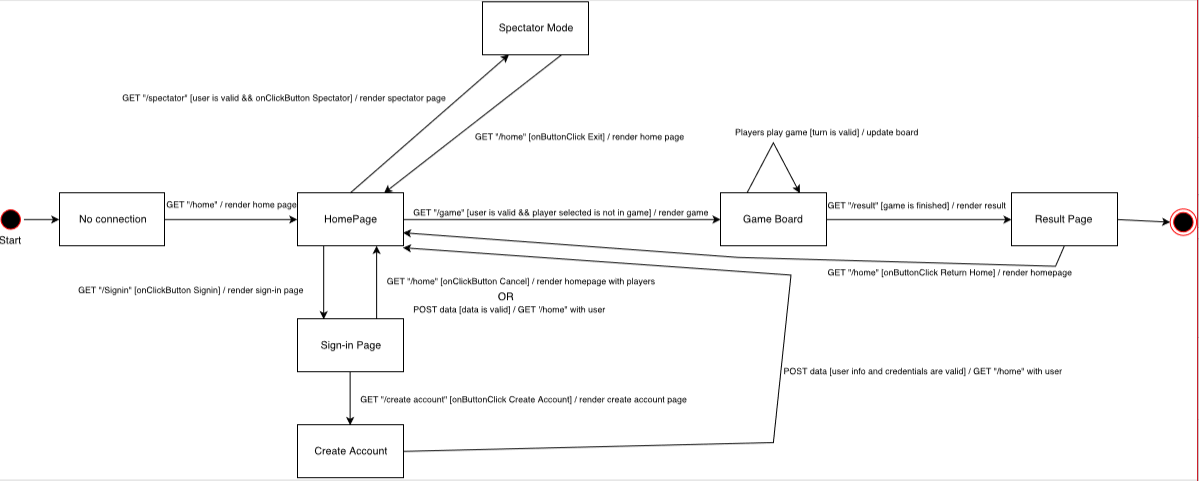 Spectator Mode
GET "/spectator" [user is valid && onClickButton Spectator] / render spectator page
GET "/home" [onButtonClick Exit] / render home page
Players play game [turn is valid] / update board
Start
No connection
GET "/home" / render home page
HomePage
GET "/game" [user is valid && player selected is not in game] / render game
Game Board
GET "/result" [game is finished] / render result
Result Page
GET "/home" [onButtonClick Return Home] / render homepage
GET "/Signin" [onClickButton Signin] / render sign-in page
GET "/home" [onClickButton Cancel] / render homepage with players
OR
POST data [data is valid] / GET '/home" with user
Sign-in Page
POST data [user info and credentials are valid] / GET "/home" with user
GET "/create account" [onButtonClick Create Account] / render create account page
Create Account